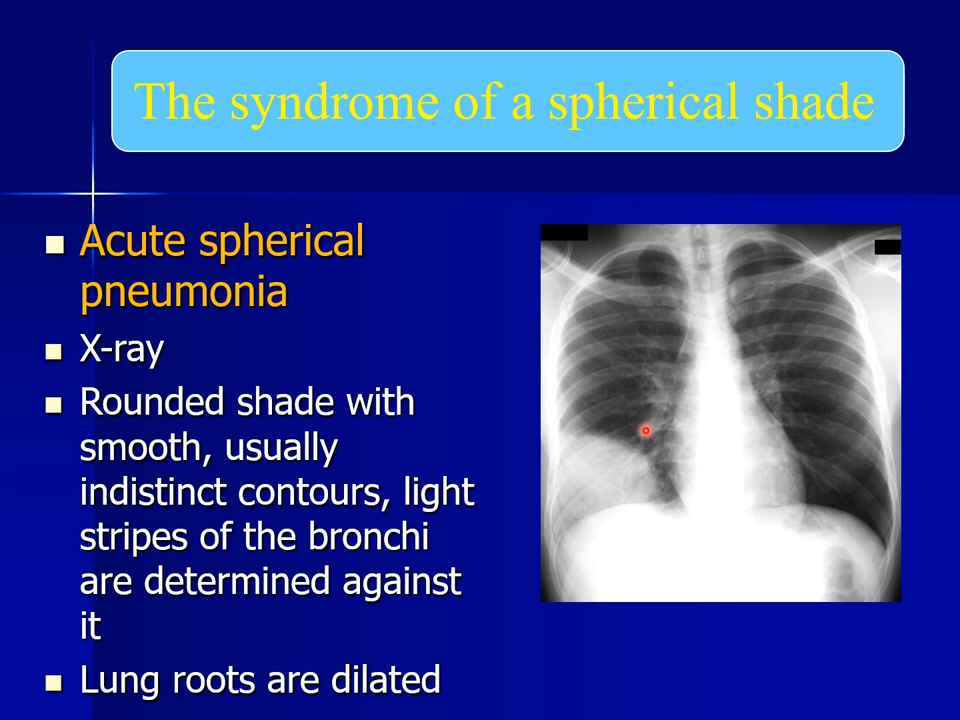 The syndrome of a spherical shade
Acute spherical
pneumonia
X-ray
Rounded shade with
smooth, usually
indistinct contours, light
stripes of the bronchi
are determined against
it
Lung roots are dilated